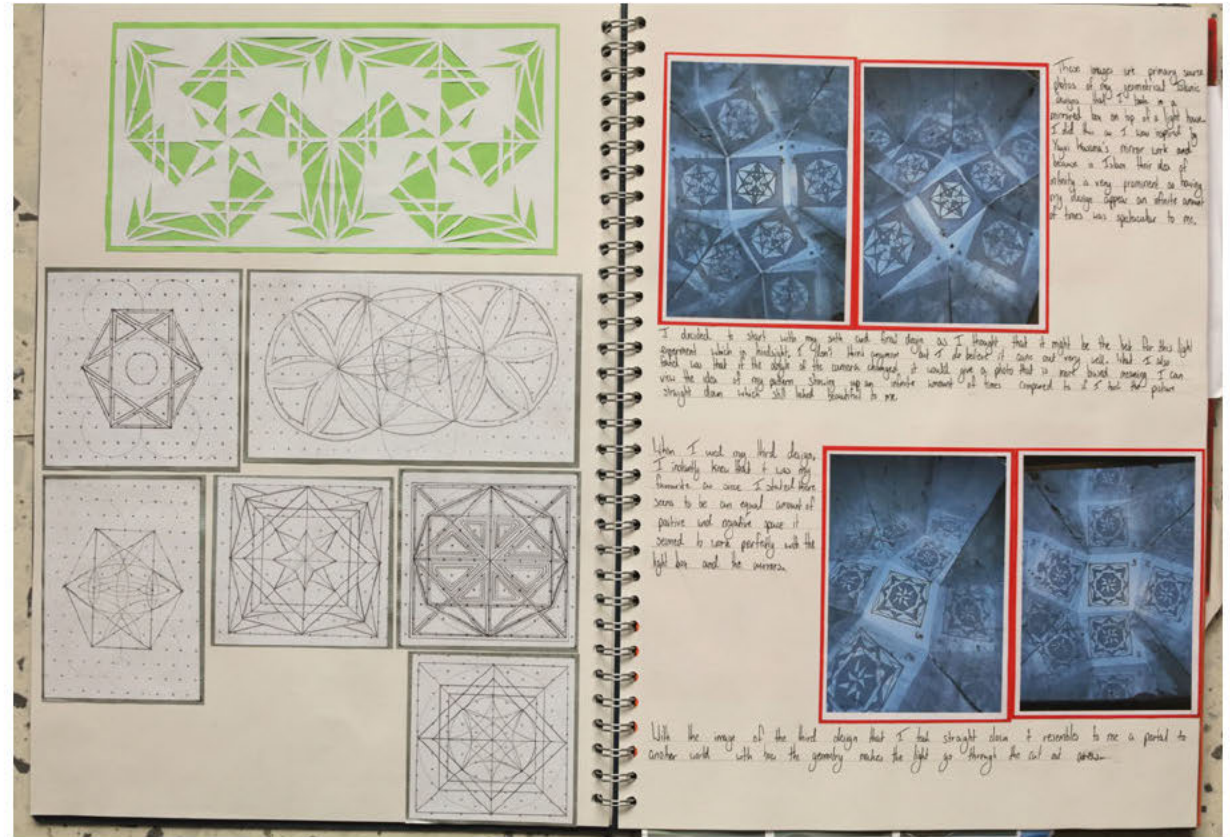 These images are primary source
photos of my symmetrical Islamic
designs that I took in a
mirrored box on top of a light
I did this as I was inspired by
Kusama's mirror work and
because in Islam their idea of
infinity is very prominent so having
my design appear an infinite amount
of times was spectacular to me.
I decided to start with my sixth and final design as I thought that it might be the best for this light
experiment which in hindsight, I don't think anymore but I do believe it came out very well. What I also
found was that if the angle of the camera changed, it would give a photo that is more meaning I can
view the idea of my pattern showing up an infinite amount of times compared to if I took the picture
straight down which still looked beautiful to me.
When I used my third design,
I instantly knew that it was my
favourite as since I stated there
seems to be an equal amount of
positive and negative space it
seemed to work perfectly with the
light box and the mirrors.
With the image of the third design that I took straight down it resembles to me a portal to
another world with how the geometry makes the light go through the cut out areas.